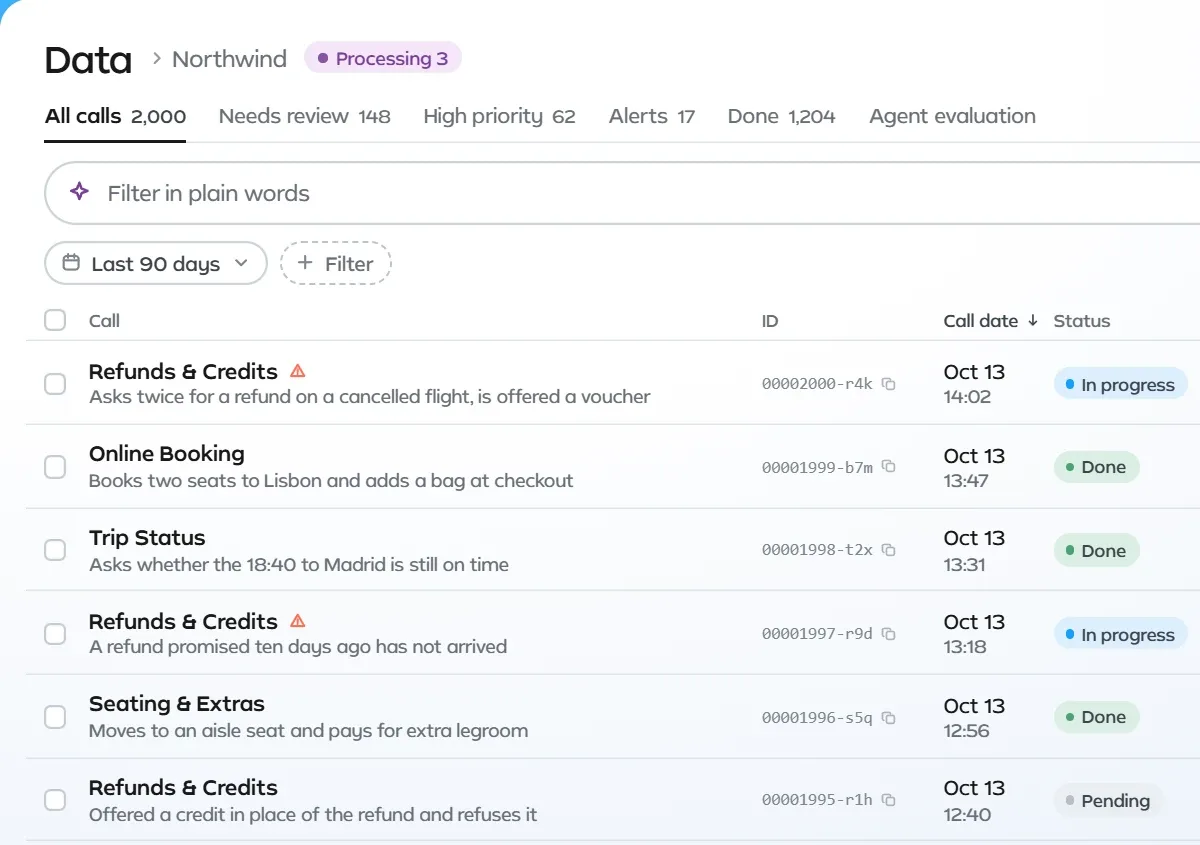 Data > Northwind Processing 3
All calls 2,000 Needs review 148 High priority 62 Alerts 17 Done 1,204 Agent evaluation
Filter in plain words
Last 90 days + Filter
Call ID Call date ↓ Status
Refunds & Credits
Asks twice for a refund on a cancelled flight, is offered a voucher
00002000-r4k
Oct 13
14:02
In progress
Online Booking
Books two seats to Lisbon and adds a bag at checkout
00001999-b7m
Oct 13
13:47
Done
Trip Status
Asks whether the 18:40 to Madrid is still on time
00001998-t2x
Oct 13
13:31
Done
Refunds & Credits
A refund promised ten days ago has not arrived
00001997-r9d
Oct 13
13:18
In progress
Seating & Extras
Moves to an aisle seat and pays for extra legroom
00001996-s5q
Oct 13
12:56
Done
Refunds & Credits
Offered a credit in place of the refund and refuses it
00001995-r1h
Oct 13
12:40
Pending